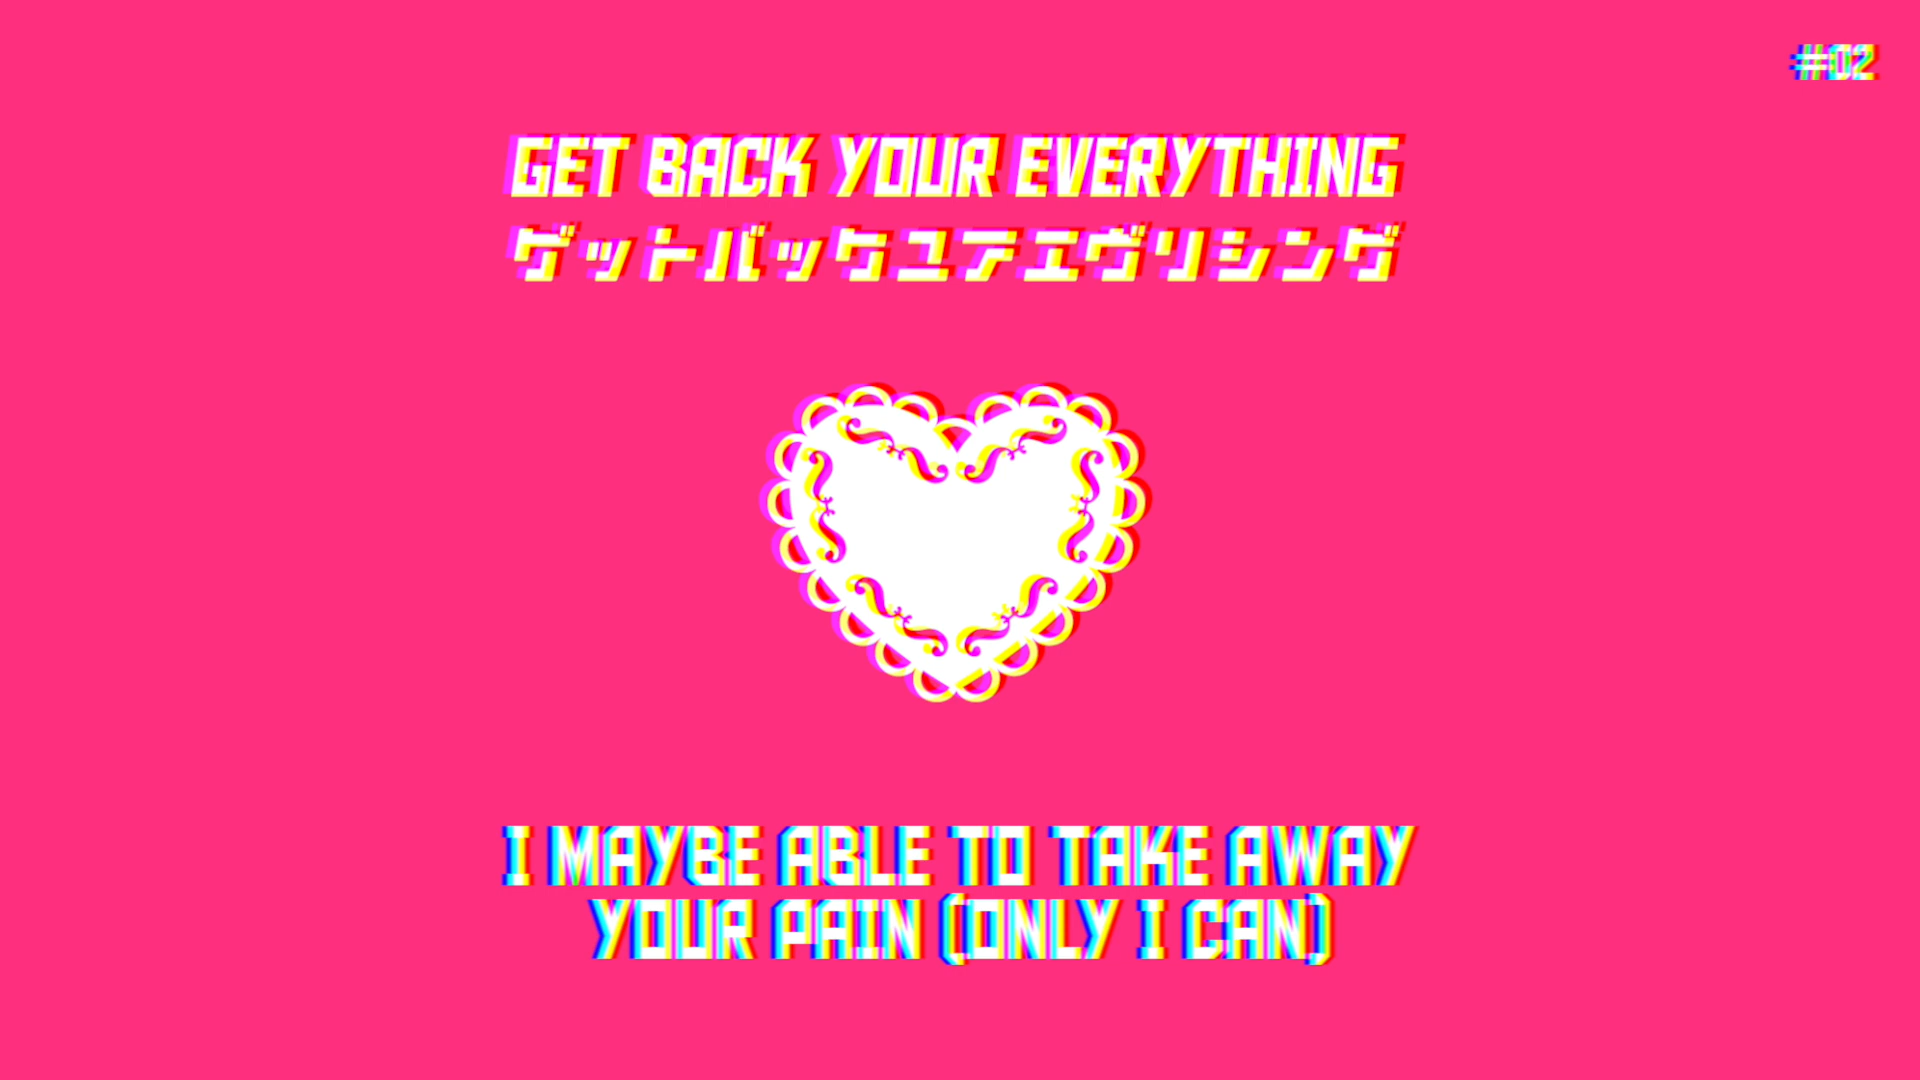 #02
GET BACK YOUR EVERYTHING
ゲットバックユアエヴリシング
I MAYBE ABLE TO TAKE AWAY
YOUR PAIN (ONLY I CAN)